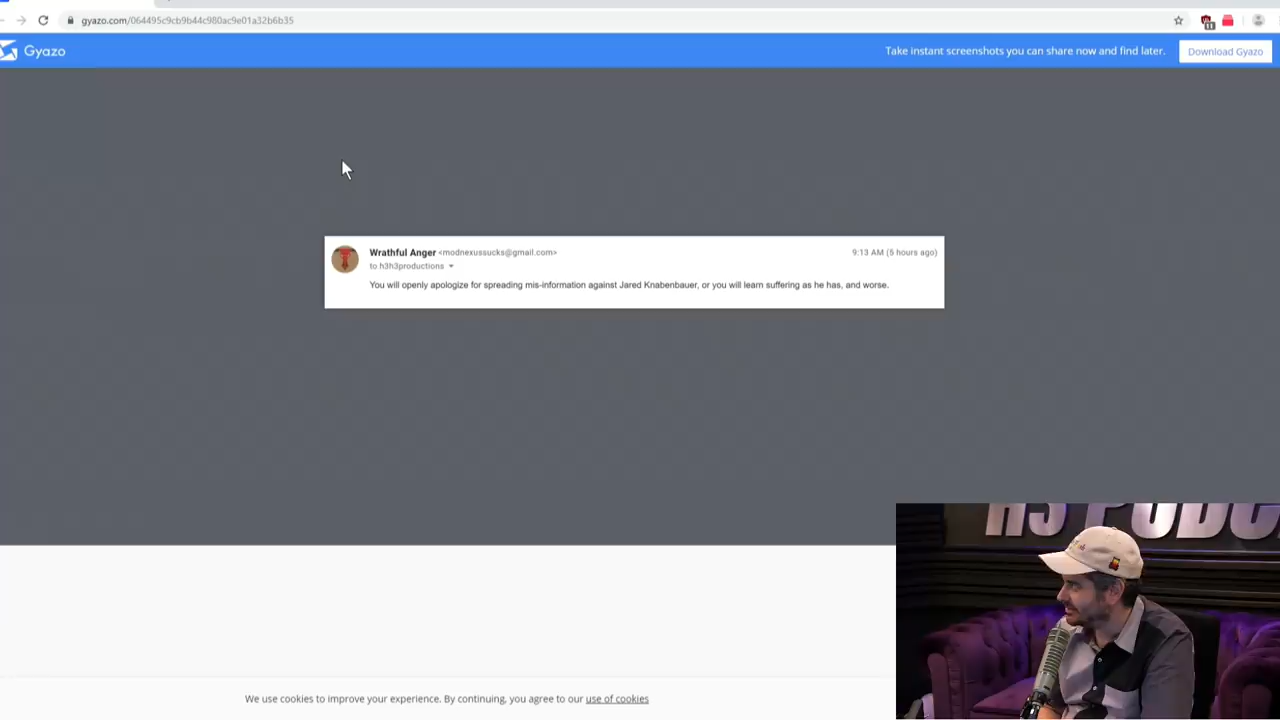 gyazo.com/064495c9cb9b44c980ac9e01a32b6b35
11
Gyazo
Take instant screenshots you can share now and find later.
Download Gyazo
Wrathful Anger <modnexussucks@gmail.com>
9:13 AM (5 hours ago)
to h3h3productions
You will openly apologize for spreading mis-information against Jared Knabenbauer, or you will learn suffering as he has, and worse.
H3 PODC
We use cookies to improve your experience. By continuing, you agree to our use of cookies